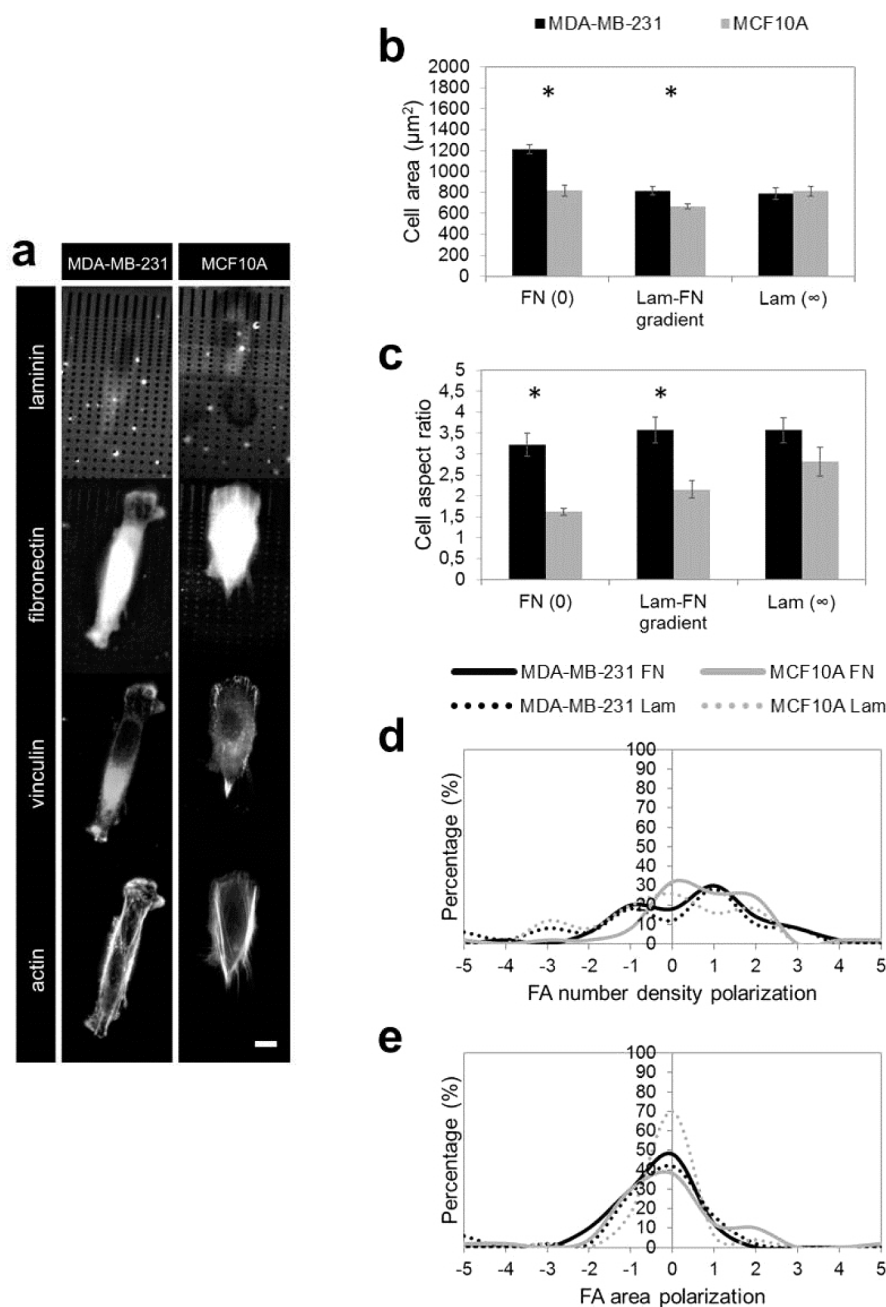 a
MDA-MB-231 MCF10A
laminin
fibronectin
vinculin
actin
MDA-MB-231 MCF10A
b
Cell area (µm²)
2000
1800
1600
1400
1200
1000
800
600
400
200
0
* *
FN (0) Lam-FN gradient Lam (∞)
c
Cell aspect ratio
4,5
4
3,5
3
2,5
2
1,5
1
0,5
0
* *
FN (0) Lam-FN gradient Lam (∞)
MDA-MB-231 FN MCF10A FN
MDA-MB-231 Lam MCF10A Lam
d
Percentage (%)
100
90
80
70
60
50
40
30
20
10
0
-5 -4 -3 -2 -1 0 1 2 3 4 5
FA number density polarization
e
Percentage (%)
100
90
80
70
60
50
40
30
20
10
0
-5 -4 -3 -2 -1 0 1 2 3 4 5
FA area polarization